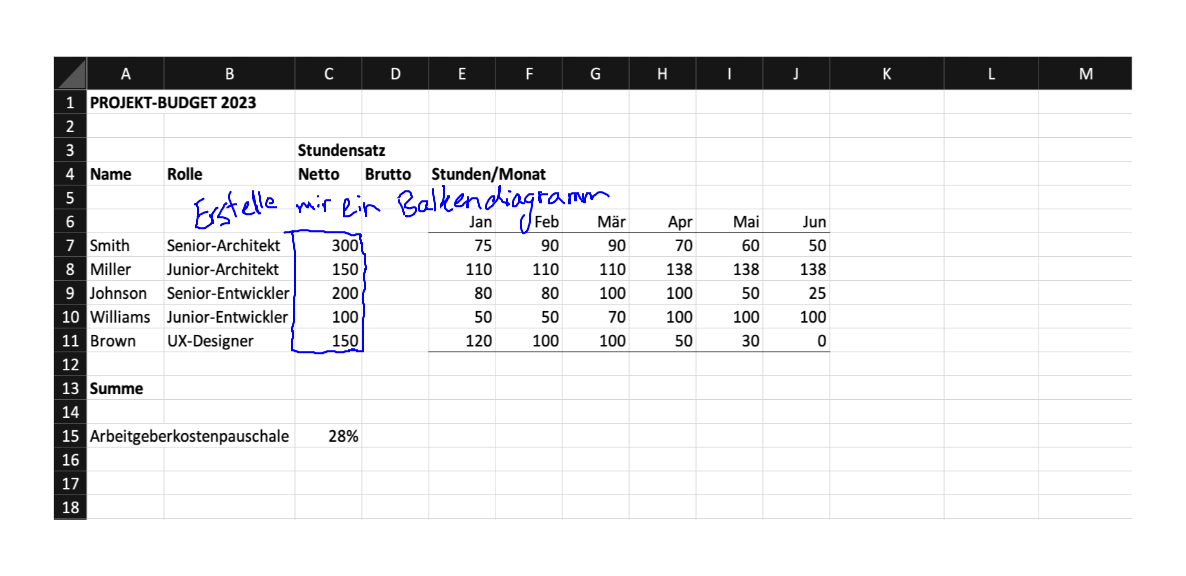 A B C D E F G H I J K L M
1 PROJEKT-BUDGET 2023
2
3 Stundensatz
4 Name Rolle Netto Brutto Stunden/Monat
5 Erstelle mir ein Balkendiagramm
6 Jan Feb Mär Apr Mai Jun
7 Smith Senior-Architekt 300 75 90 90 70 60 50
8 Miller Junior-Architekt 150 110 110 110 138 138 138
9 Johnson Senior-Entwickler 200 80 80 100 100 50 25
10 Williams Junior-Entwickler 100 50 50 70 100 100 100
11 Brown UX-Designer 150 120 100 100 50 30 0
12
13 Summe
14
15 Arbeitgeberkostenpauschale 28%
16
17
18